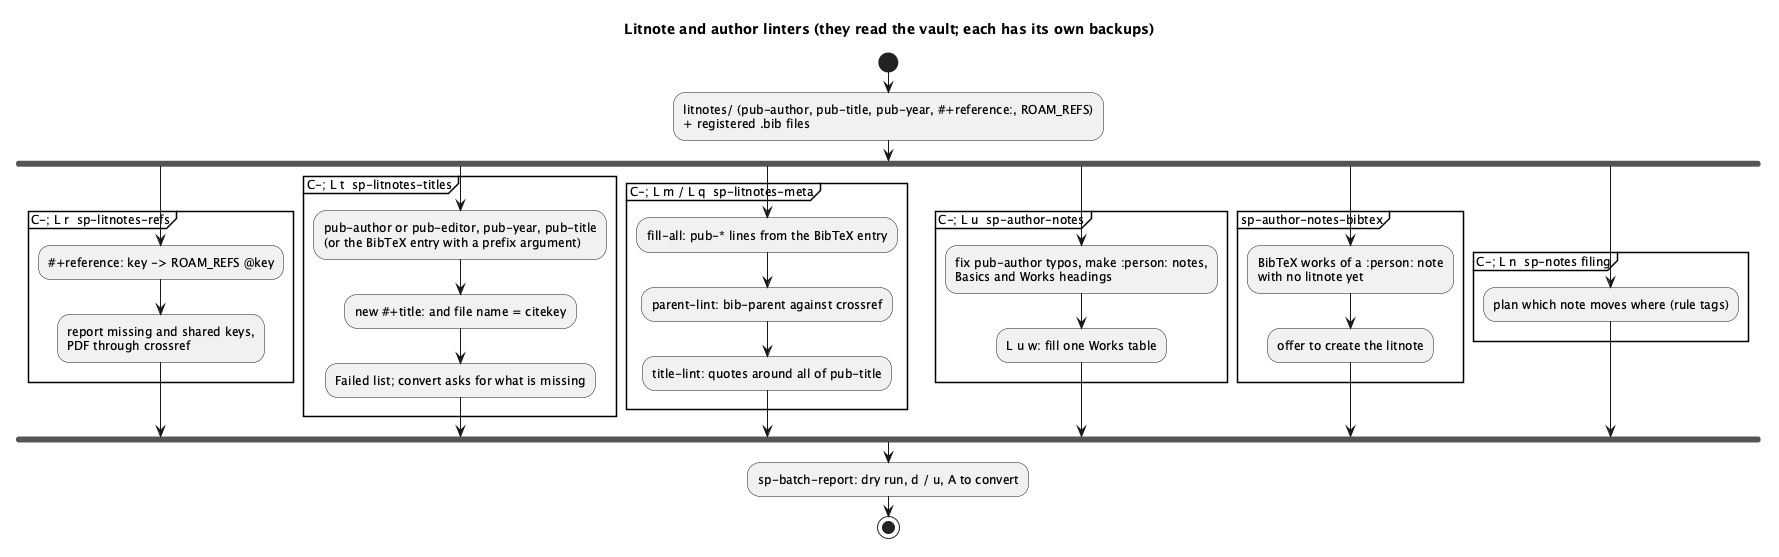 Litnote and author linters (they read the vault; each has its own backups)
litnotes/ (pub-author, pub-title, pub-year, #+reference:, ROAM_REFS)
+ registered .bib files
C-; L r  sp-litnotes-refs
#+reference: key -> ROAM_REFS @key
report missing and shared keys,
PDF through crossref
C-; L t  sp-litnotes-titles
pub-author or pub-editor, pub-year, pub-title
(or the BibTeX entry with a prefix argument)
new #+title: and file name = citekey
Failed list; convert asks for what is missing
C-; L m / L q  sp-litnotes-meta
fill-all: pub-* lines from the BibTeX entry
parent-lint: bib-parent against crossref
title-lint: quotes around all of pub-title
C-; L u  sp-author-notes
fix pub-author typos, make :person: notes,
Basics and Works headings
L u w: fill one Works table
sp-author-notes-bibtex
BibTeX works of a :person: note
with no litnote yet
offer to create the litnote
C-; L n  sp-notes filing
plan which note moves where (rule tags)
sp-batch-report: dry run, d / u, A to convert